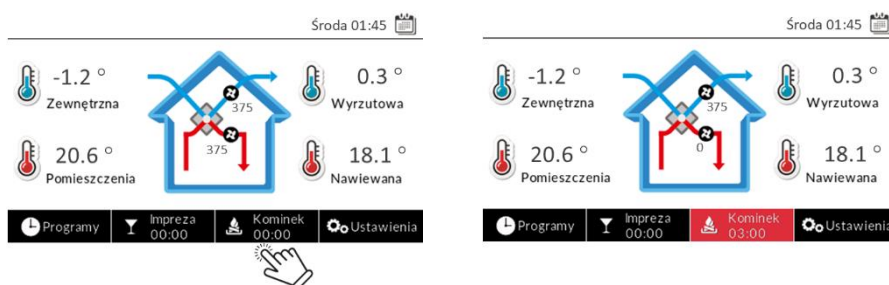 Środa 01:45
-1.2 °
Zewnętrzna
375
0.3 °
Wyrzutowa
20.6 °
Pomieszczenia
375
18.1 °
Nawiewana
Programy
Impreza
00:00
Kominek
00:00
Ustawienia
Środa 01:45
-1.2 °
Zewnętrzna
375
0.3 °
Wyrzutowa
20.6 °
Pomieszczenia
0
18.1 °
Nawiewana
Programy
Impreza
00:00
Kominek
03:00
Ustawienia